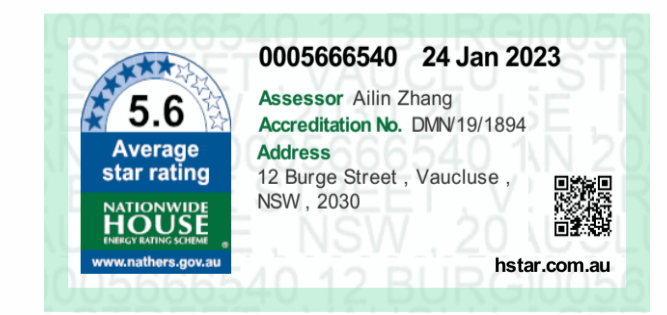 0005666540 24 Jan 2023
5.6
Average
star rating
NATIONWIDE
HOUSE
ENERGY RATING SCHEME
®
www.nathers.gov.au
Assessor Ailin Zhang
Accreditation No. DMN/19/1894
Address
12 Burge Street , Vaucluse ,
NSW , 2030
hstar.com.au